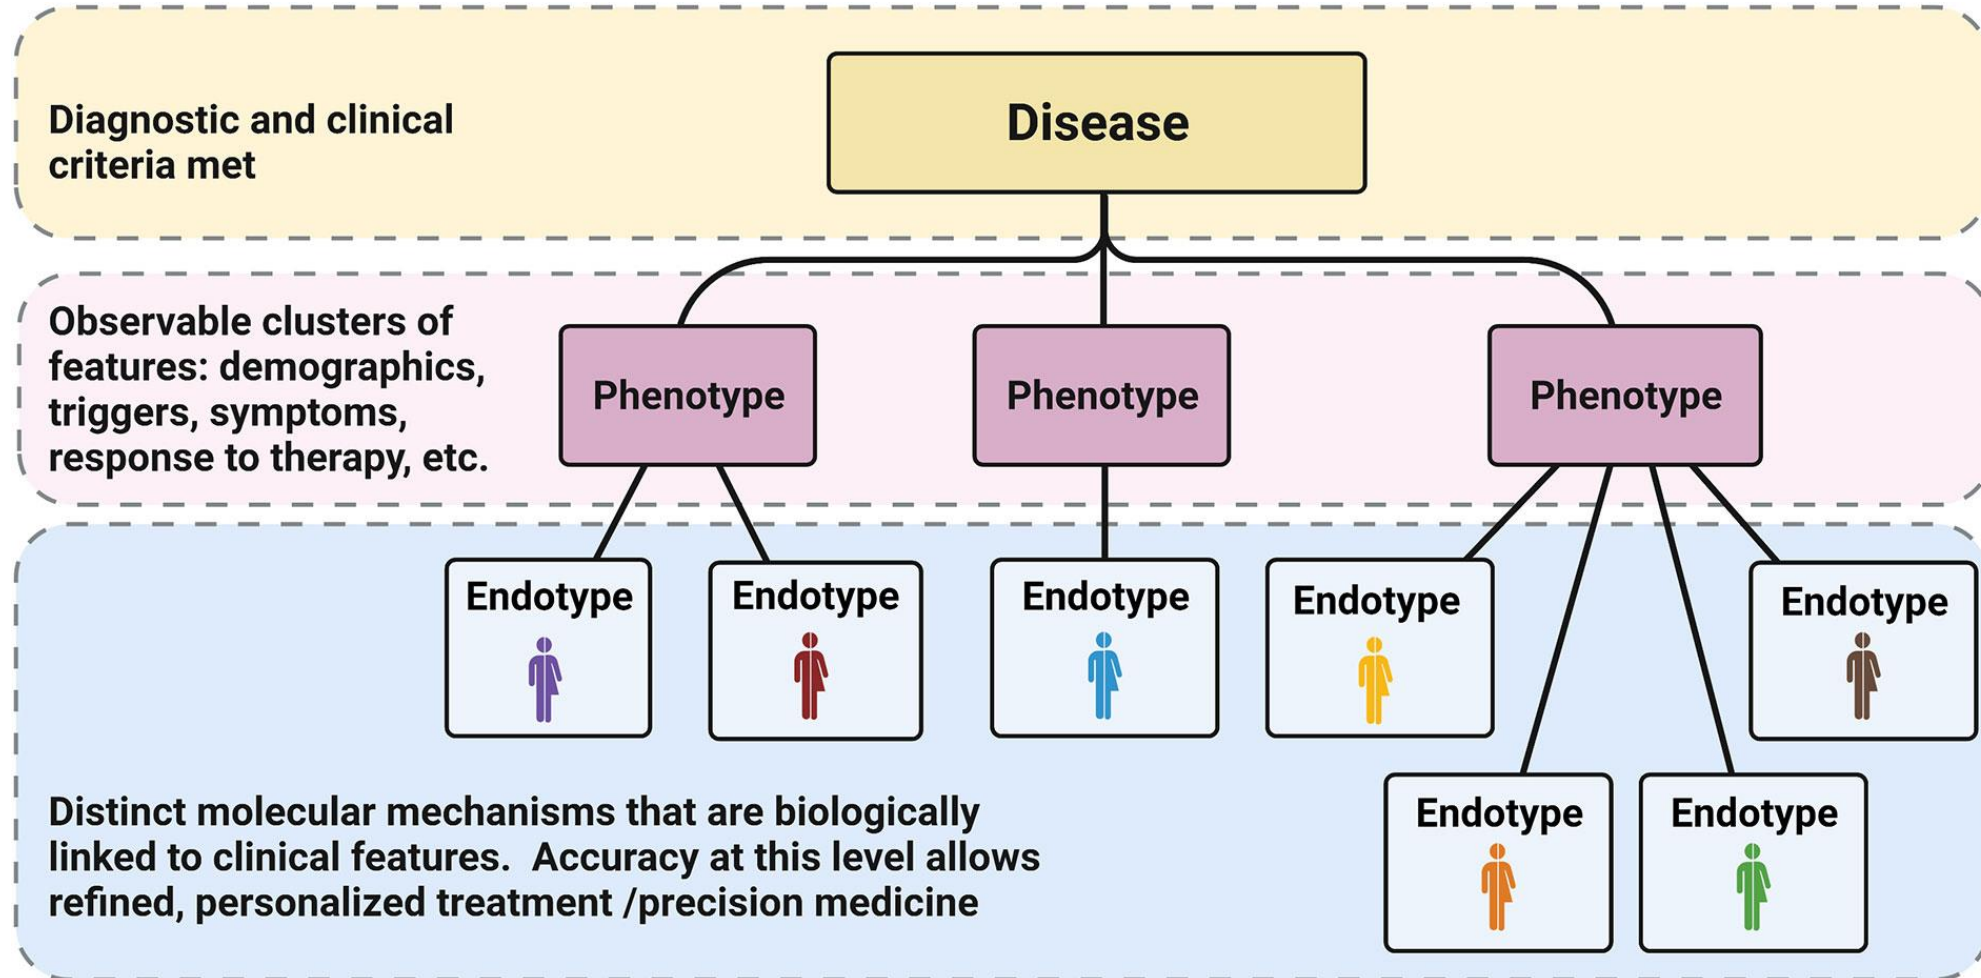 Diagnostic and clinical
criteria met
Disease
Observable clusters of
features: demographics,
triggers, symptoms,
response to therapy, etc.
Phenotype
Phenotype
Phenotype
Endotype
Endotype
Endotype
Endotype
Endotype
Endotype
Endotype
Distinct molecular mechanisms that are biologically
linked to clinical features.  Accuracy at this level allows
refined, personalized treatment /precision medicine